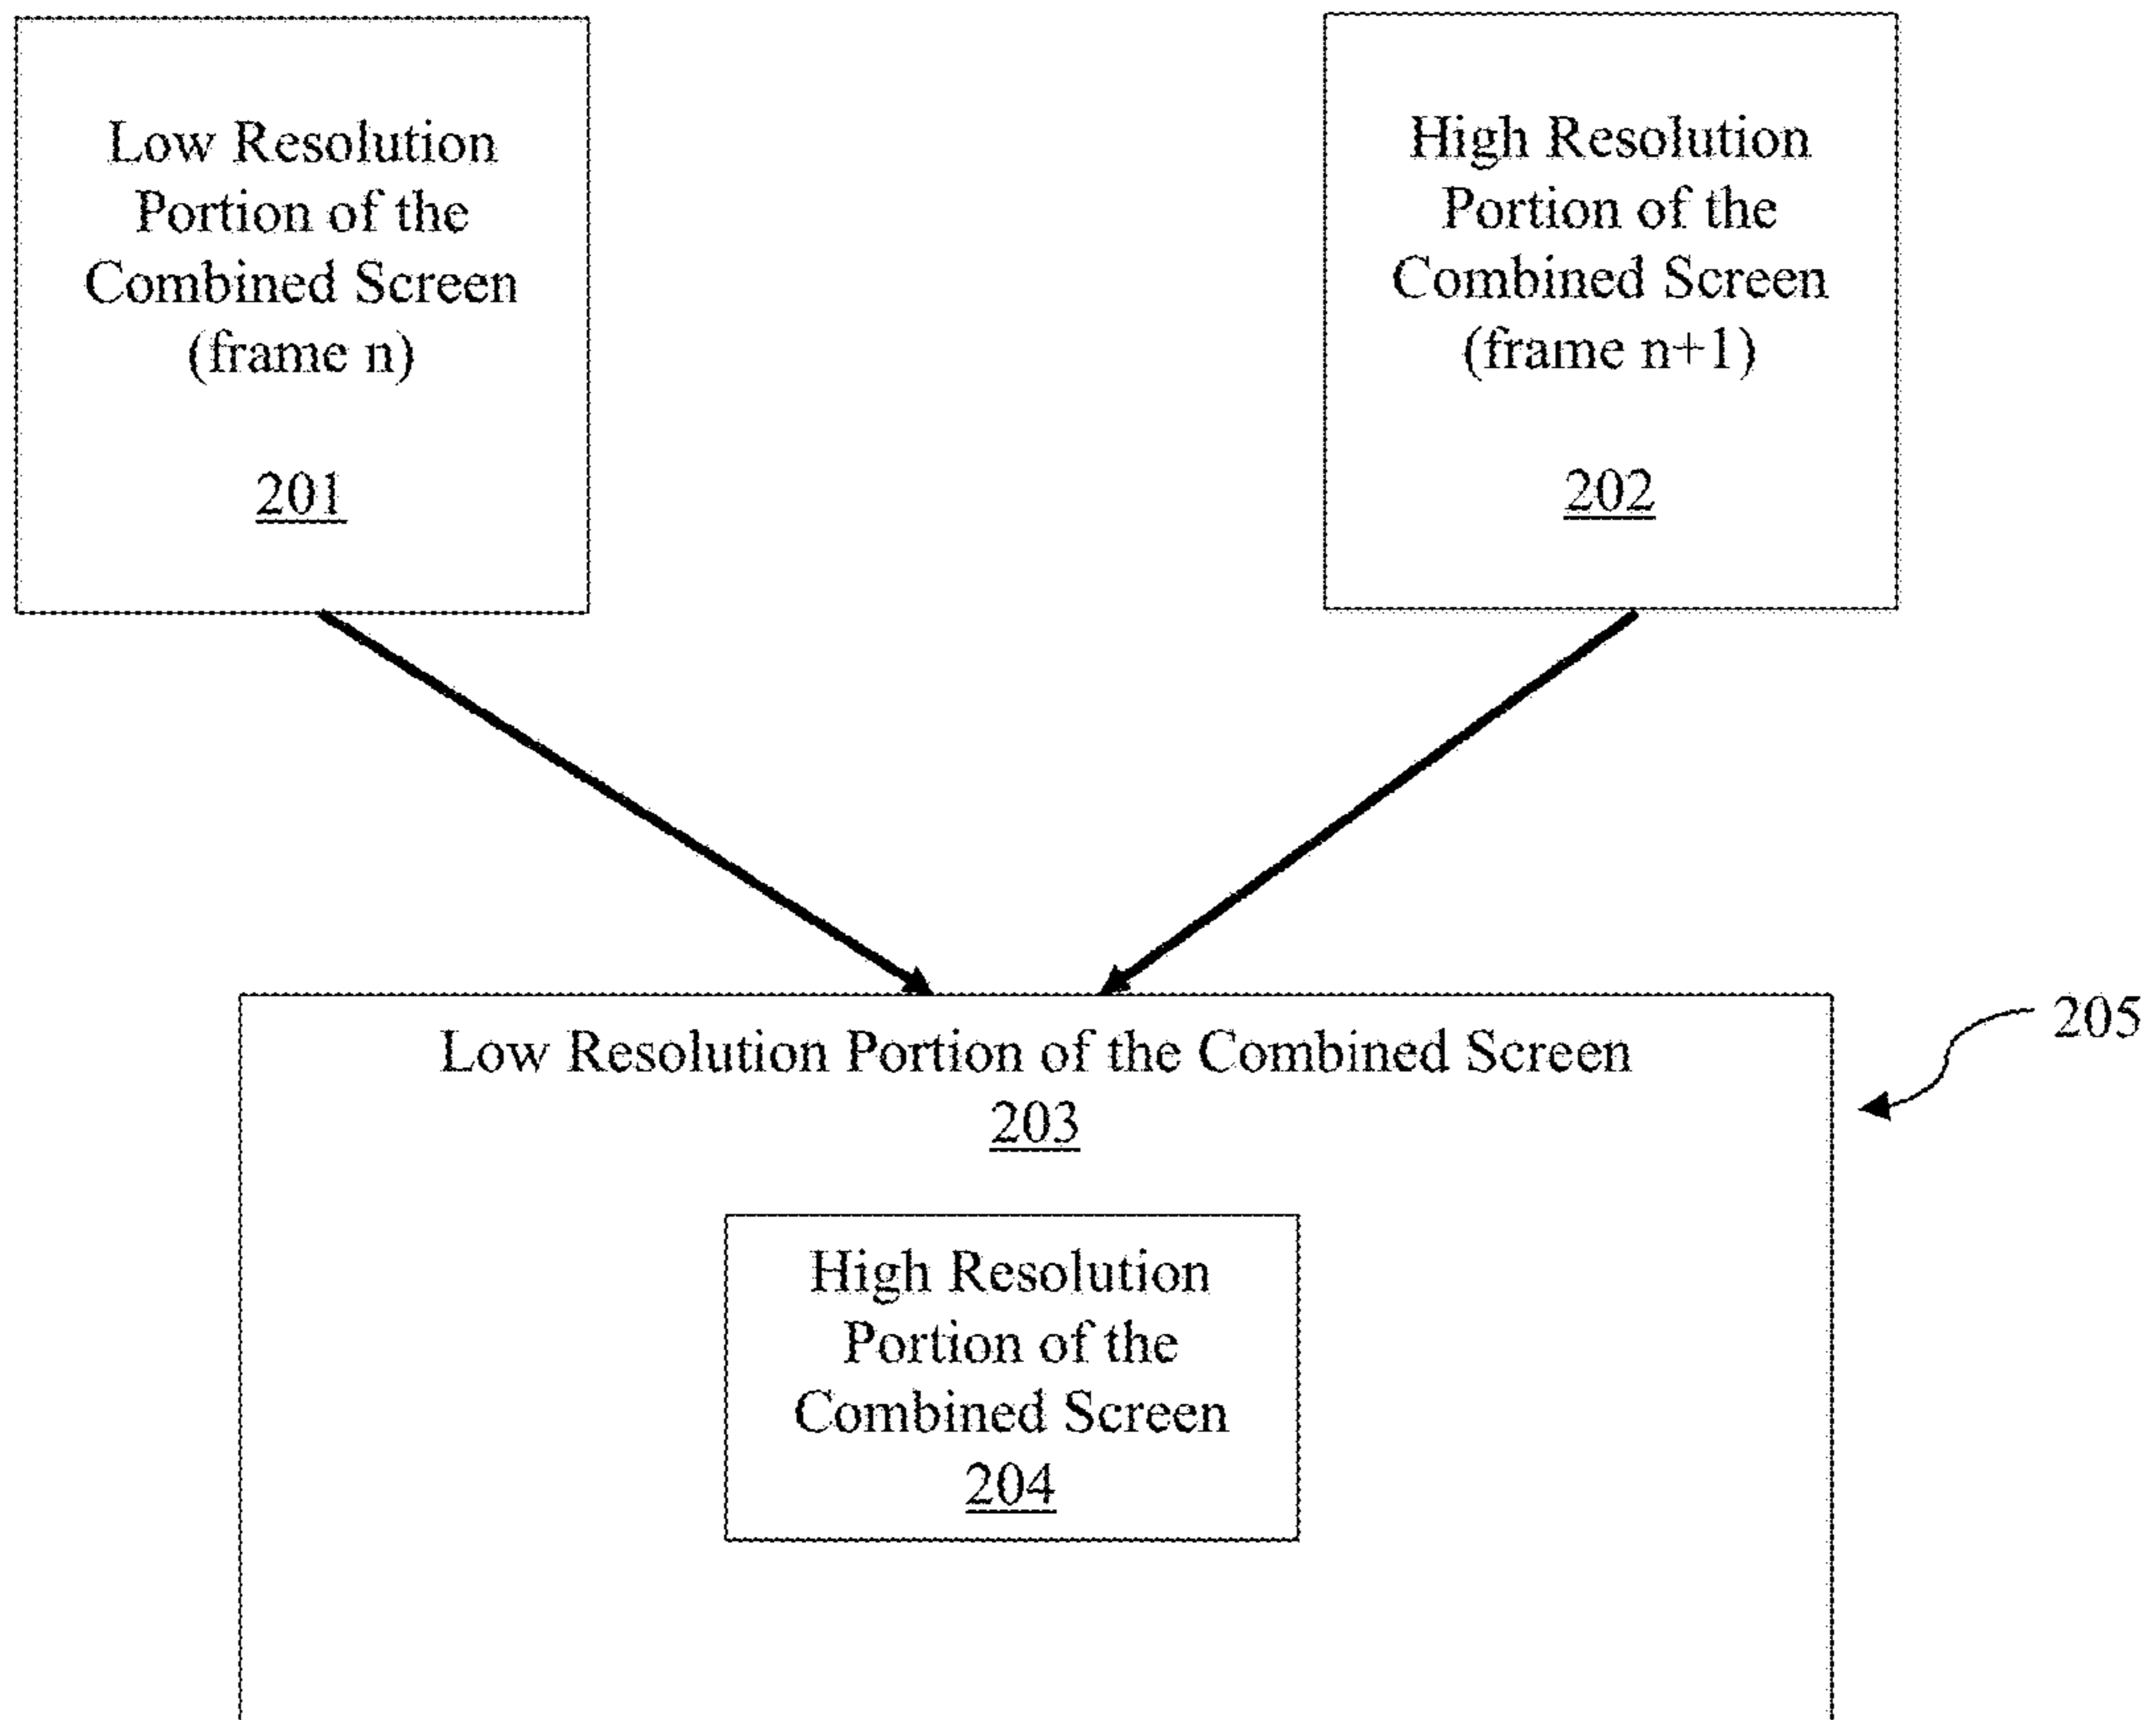 Low Resolution
Portion of the
Combined Screen
(frame n)
201
High Resolution
Portion of the
Combined Screen
(frame n+1)
202
205
Low Resolution Portion of the Combined Screen
203
High Resolution
Portion of the
Combined Screen
204